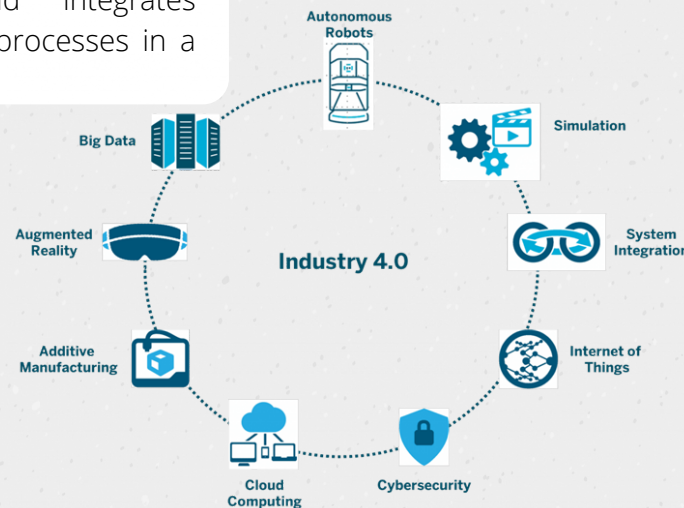 integrates
processes in a
Autonomous
Robots
Simulation
System
Integration
Internet of
Things
Cybersecurity
Cloud
Computing
Additive
Manufacturing
Augmented
Reality
Big Data
Industry 4.0